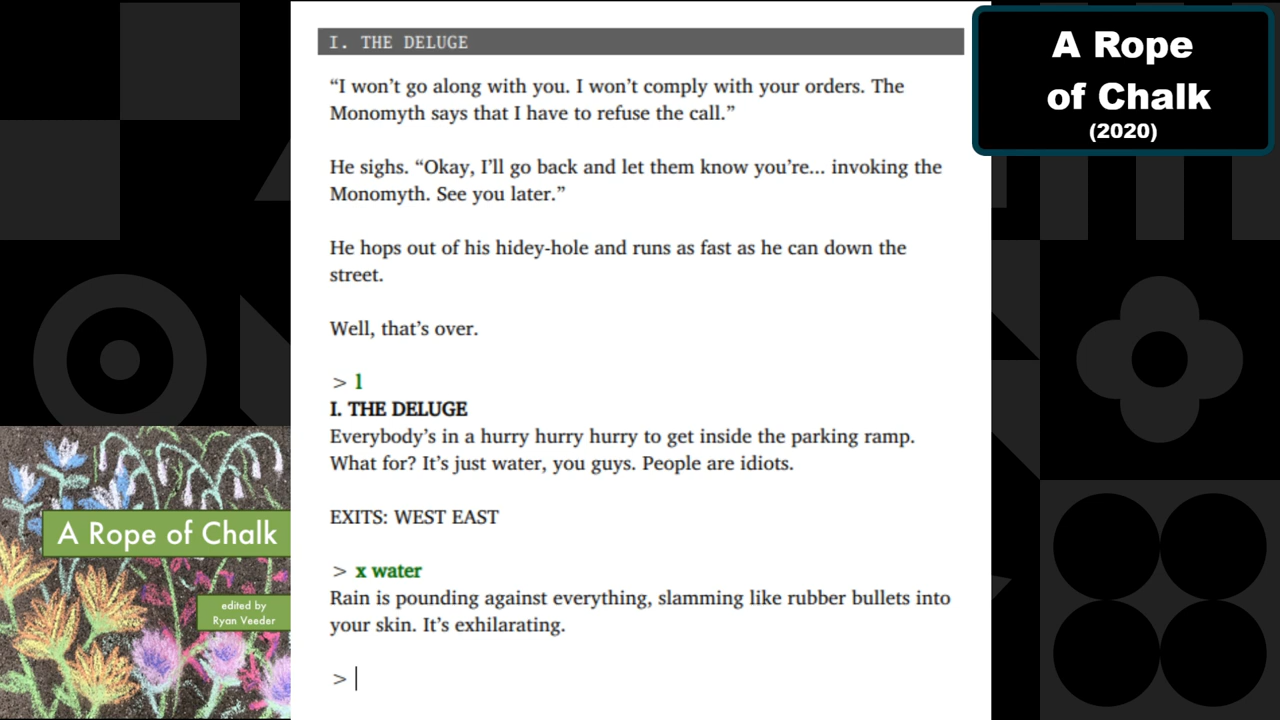 I. THE DELUGE
“I won’t go along with you. I won’t comply with your orders. The
Monomyth says that I have to refuse the call.”
He sighs. “Okay, I’ll go back and let them know you’re... invoking the
Monomyth. See you later.”
He hops out of his hidey-hole and runs as fast as he can down the
street.
Well, that’s over.
> l
I. THE DELUGE
Everybody’s in a hurry hurry hurry to get inside the parking ramp.
What for? It’s just water, you guys. People are idiots.
EXITS: WEST EAST
> x water
Rain is pounding against everything, slamming like rubber bullets into
your skin. It’s exhilarating.
>
A Rope
of Chalk
(2020)
A Rope of Chalk
edited by
Ryan Veeder